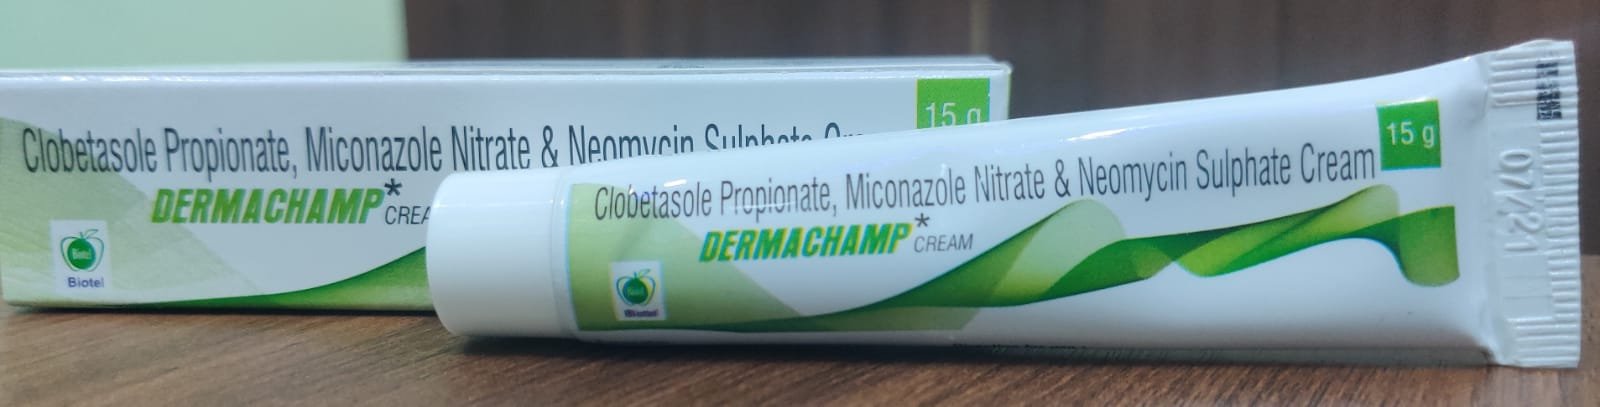 15 g
Clobetasole Propionate, Miconazole Nitrate & Neomycin Sulphate
DERMACHAMP*
Biotel
Biotel
15 g
Clobetasole Propionate, Miconazole Nitrate & Neomycin Sulphate Cream
DERMACHAMP* CREAM
07/21